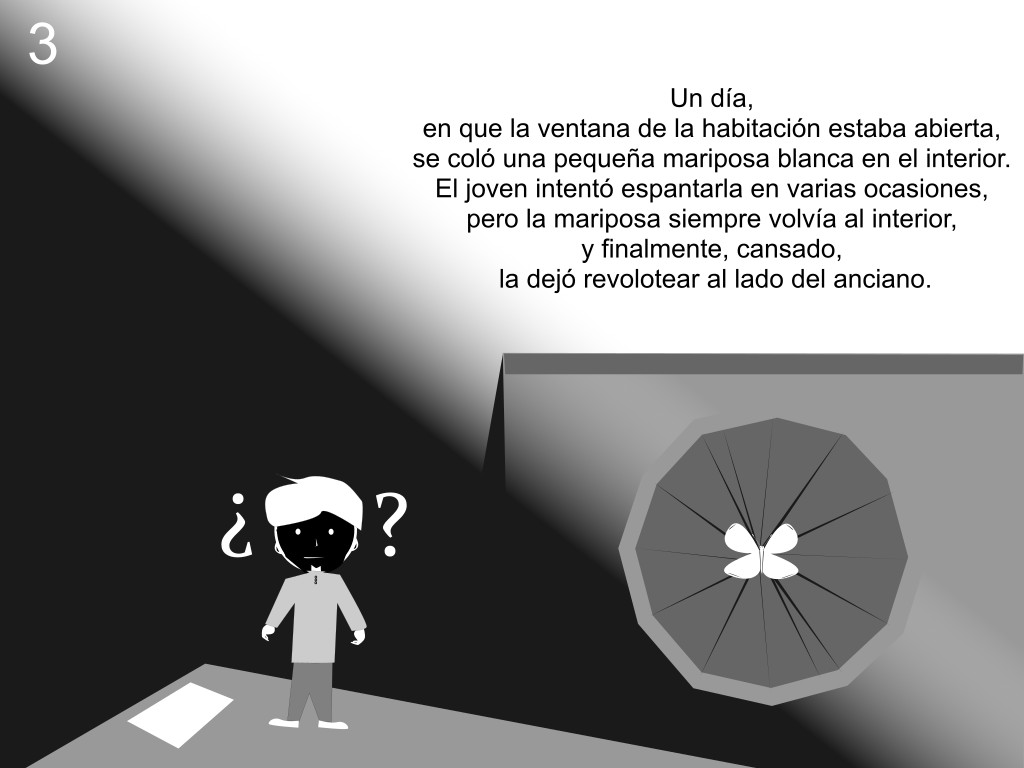 3
Un día,
en que la ventana de la habitación estaba abierta,
se coló una pequeña mariposa blanca en el interior.
El joven intentó espantarla en varias ocasiones,
pero la mariposa siempre volvía al interior,
y finalmente, cansado,
la dejó revolotear al lado del anciano.
¿ ?